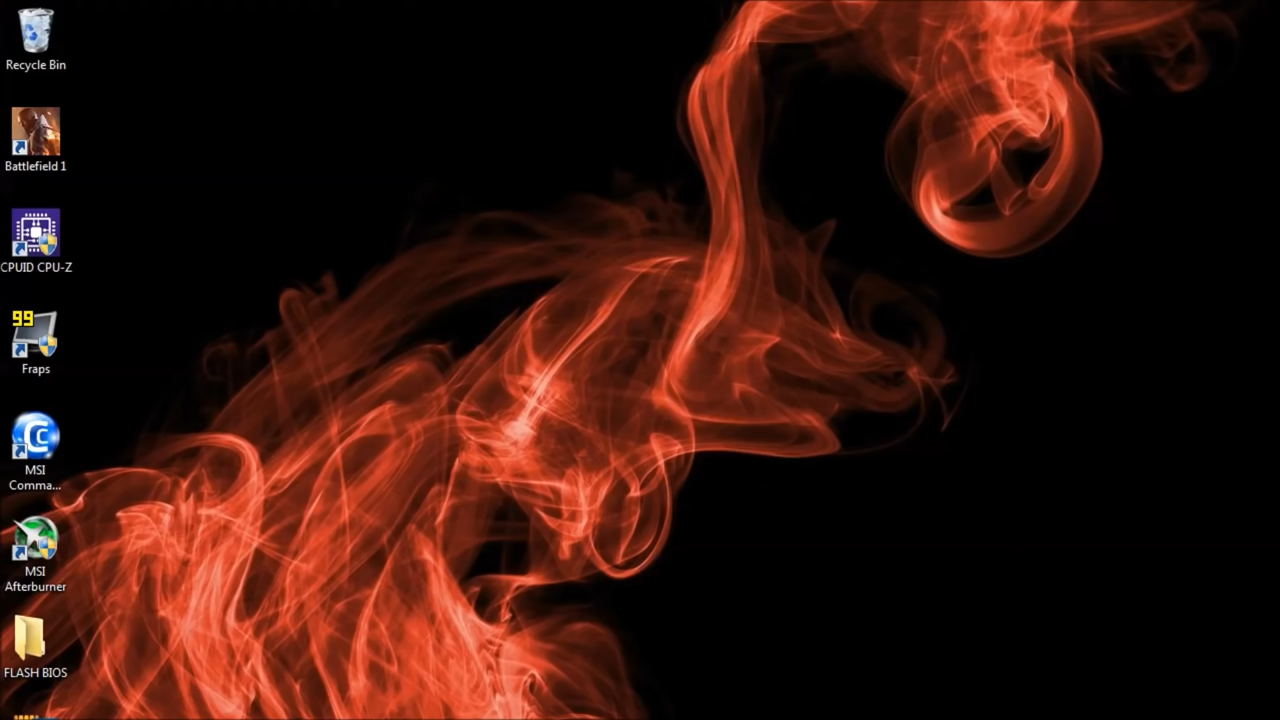 Recycle Bin
Battlefield 1
CPUID CPU-Z
99
Fraps
MSI
Comma...
MSI
Afterburner
FLASH BIOS